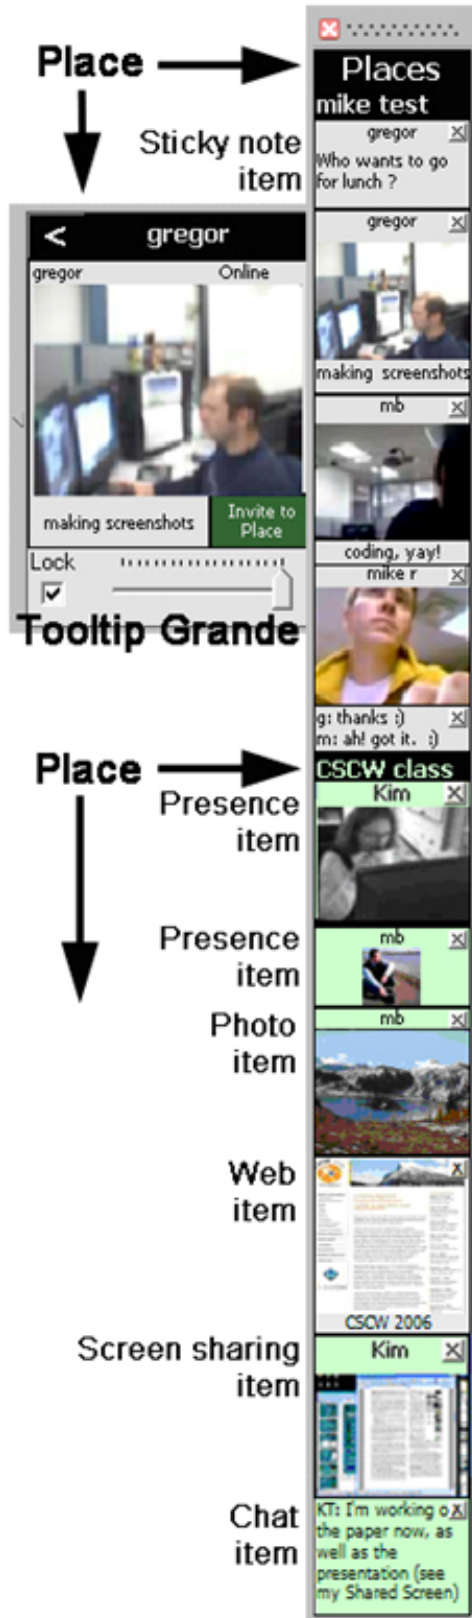 Place
Places
mike test
Sticky note
item
gregor
Who wants to go
for lunch ?
< gregor
gregor Online
making screenshots
Invite to
Place
Lock
Tooltip Grande
gregor
making screenshots
mb
coding, yay!
mike r
g: thanks :)
m: ah! got it. :)
Place
CSCW class
Presence
item
Kim
Presence
item
mb
Photo
item
mb
Web
item
CSCW 2006
Screen sharing
item
Kim
Chat
item
KT: I'm working o
the paper now, as
well as the
presentation (see
my Shared Screen)